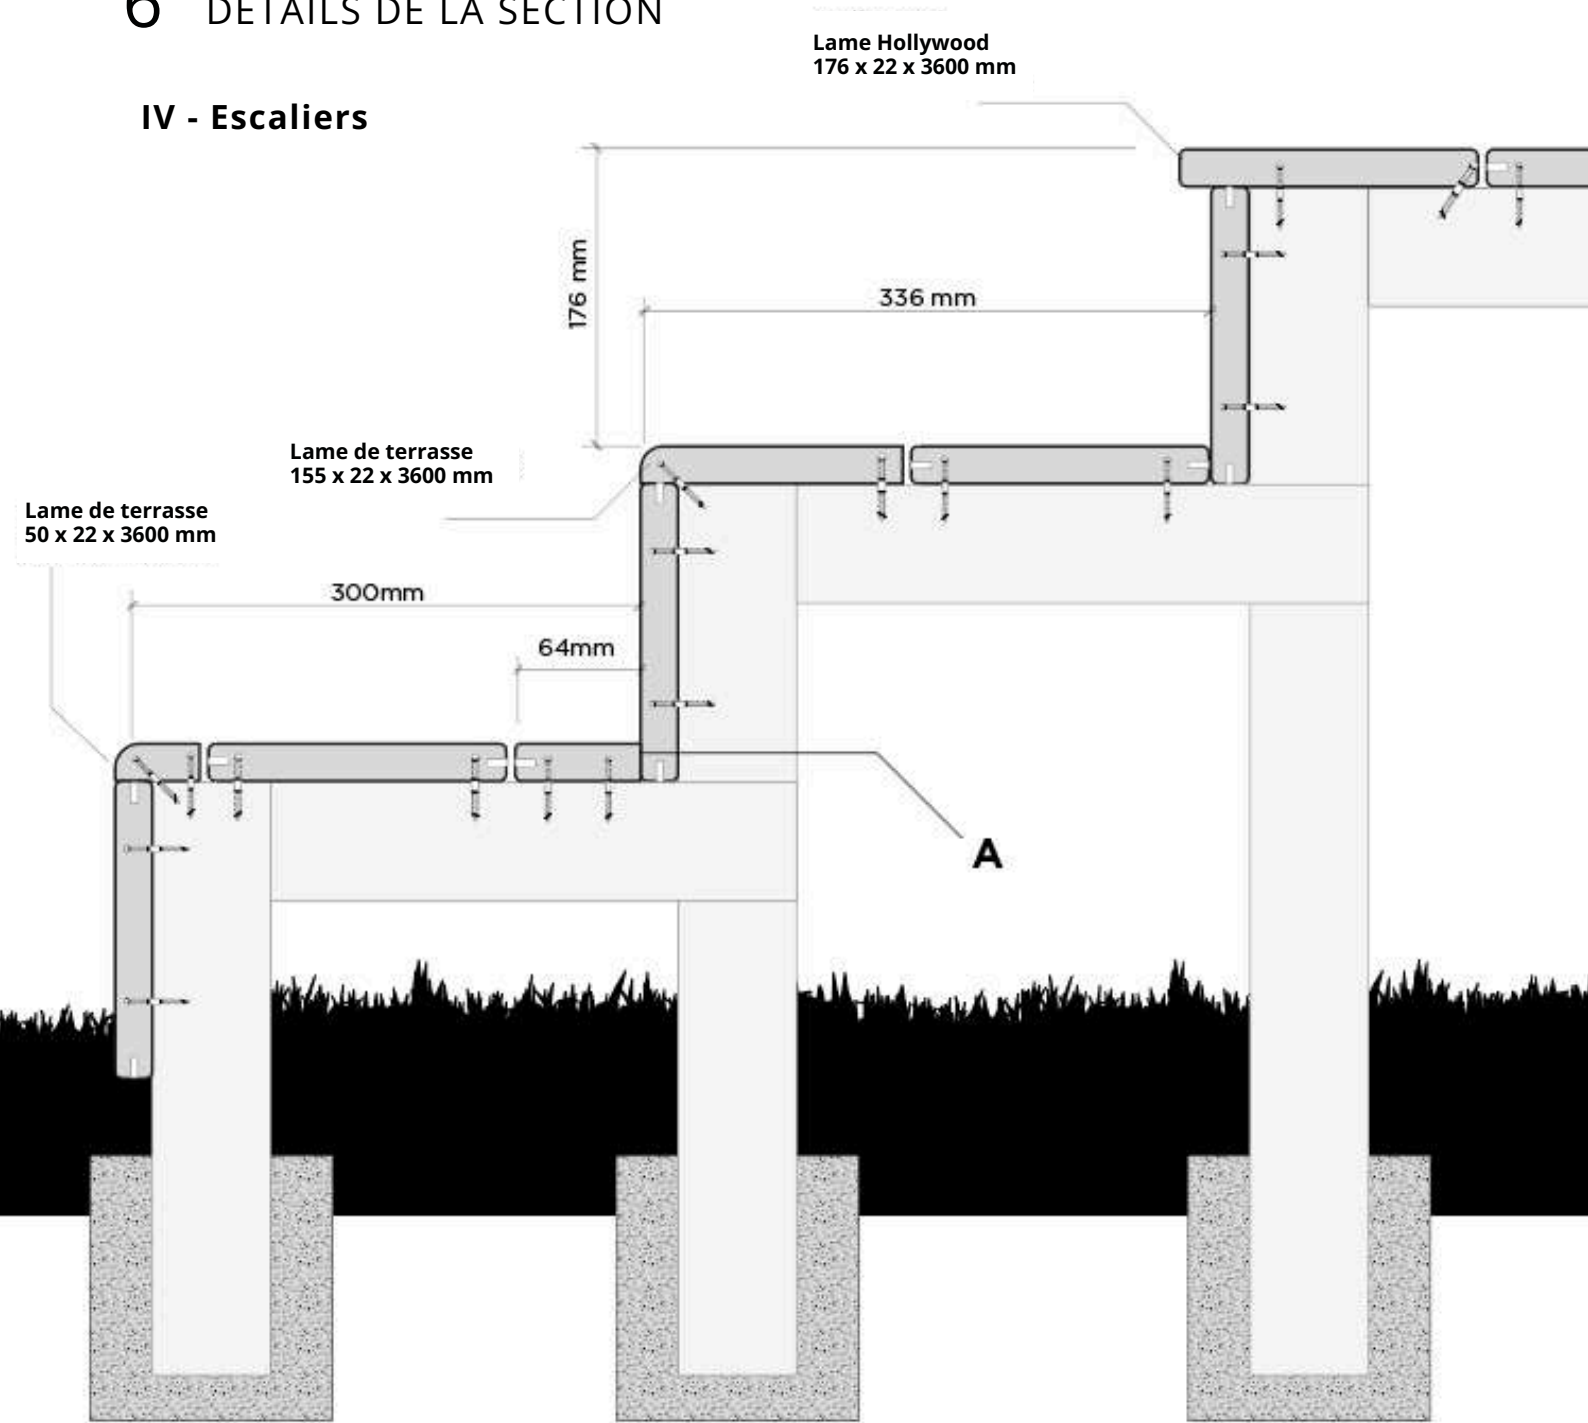 6 DÉTAILS DE LA SECTION
IV - Escaliers
Lame Hollywood
176 x 22 x 3600 mm
176 mm
336 mm
Lame de terrasse
155 x 22 x 3600 mm
Lame de terrasse
50 x 22 x 3600 mm
300mm
64mm
A